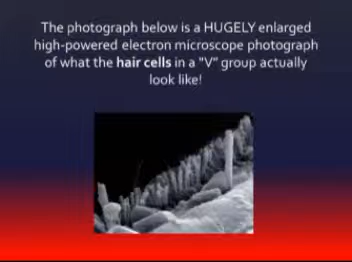 The photograph below is a HUGELY enlarged
high-powered electron microscope photograph
of what the hair cells in a "V" group actually
look like!